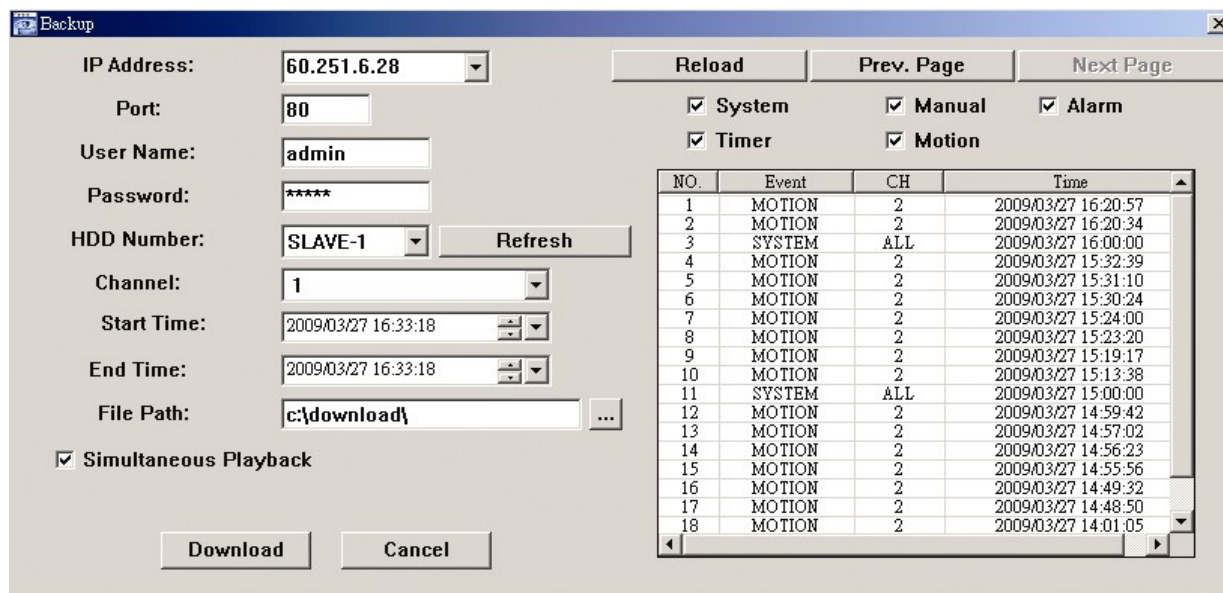 Backup
IP Address: 60.251.6.28
Port: 80
User Name: admin
Password: *****
HDD Number: SLAVE-1 Refresh
Channel: 1
Start Time: 2009/03/27 16:33:18
End Time: 2009/03/27 16:33:18
File Path: c:\download\ ...
Simultaneous Playback
Download Cancel
Reload Prev. Page Next Page
System Manual Alarm
Timer Motion
NO. Event CH Time
1 MOTION 2 2009/03/27 16:20:57
2 MOTION 2 2009/03/27 16:20:34
3 SYSTEM ALL 2009/03/27 16:00:00
4 MOTION 2 2009/03/27 15:32:39
5 MOTION 2 2009/03/27 15:31:10
6 MOTION 2 2009/03/27 15:30:24
7 MOTION 2 2009/03/27 15:24:00
8 MOTION 2 2009/03/27 15:23:20
9 MOTION 2 2009/03/27 15:19:17
10 MOTION 2 2009/03/27 15:13:38
11 SYSTEM ALL 2009/03/27 15:00:00
12 MOTION 2 2009/03/27 14:59:42
13 MOTION 2 2009/03/27 14:57:02
14 MOTION 2 2009/03/27 14:56:23
15 MOTION 2 2009/03/27 14:55:56
16 MOTION 2 2009/03/27 14:49:32
17 MOTION 2 2009/03/27 14:48:50
18 MOTION 2 2009/03/27 14:01:05